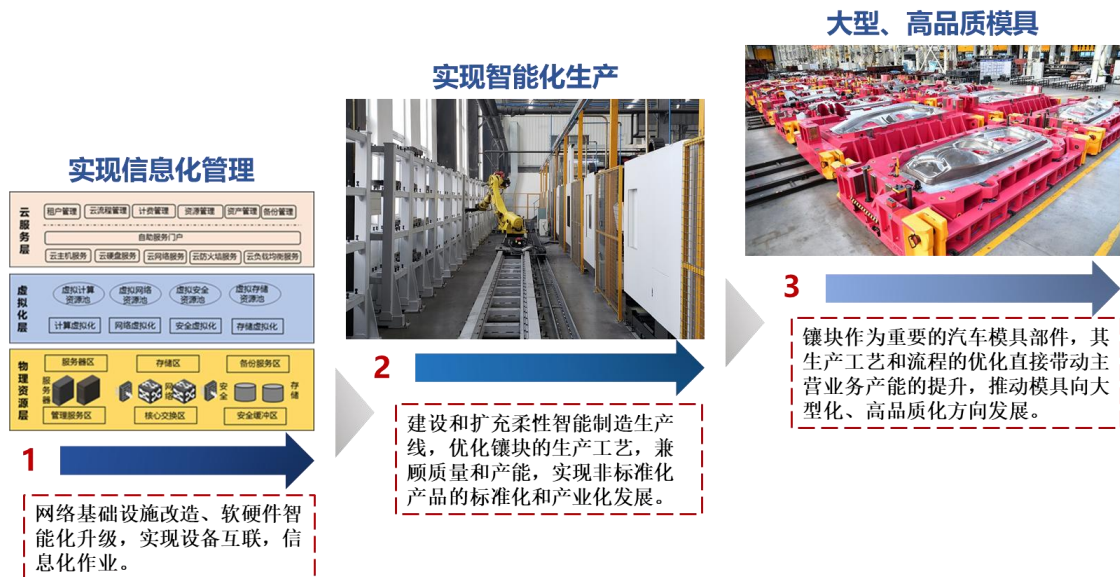 实现信息化管理
云服务层
租户管理 云流程管理 计费管理 资源管理 资产管理 备份管理
自助服务门户
云主机服务 云硬盘服务 云网络服务 云防火墙服务 云负载均衡服务
虚拟化层
虚拟计算资源池 虚拟网络资源池 虚拟安全资源池 虚拟存储资源池
计算虚拟化 网络虚拟化 安全虚拟化 存储虚拟化
物理资源层
服务器区 存储区 备份服务区
服务器 网络 安全 存储
管理服务区 核心交换区 安全缓冲区
1
网络基础设施改造、软硬件智
能化升级，实现设备互联，信
息化作业。
实现智能化生产
2
建设和扩充柔性智能制造生产
线，优化镶块的生产工艺，兼
顾质量和产能，实现非标准化
产品的标准化和产业化发展。
大型、高品质模具
3
镶块作为重要的汽车模具部件，其
生产工艺和流程的优化直接带动主
营业务产能的提升，推动模具向大
型化、高品质化方向发展。